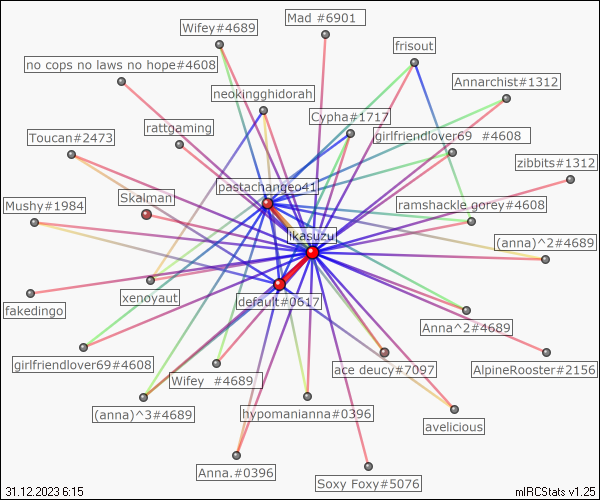 Mad #6901
Wifey#4689
frisout
no cops no laws no hope#4608
Annarchist#1312
neokingghidorah
Cypha#1717
rattgaming
girlfriendlover69 #4608
Toucan#2473
zibbits#1312
pastachangeo41
Skalman
Mushy#1984
ramshackle.gorey#4608
ikasuzu
(anna)^2#4689
xenoyaut
default#0617
fakedingo
Anna^2#4689
girlfriendlover69#4608
ace deucy#7097
AlpineRooster#2156
Wifey #4689
(anna)^3#4689
hypomanianna#0396
avelicious
Anna.#0396
Soxy Foxy#5076
31.12.2023 6:15
mIRCStats v1.25